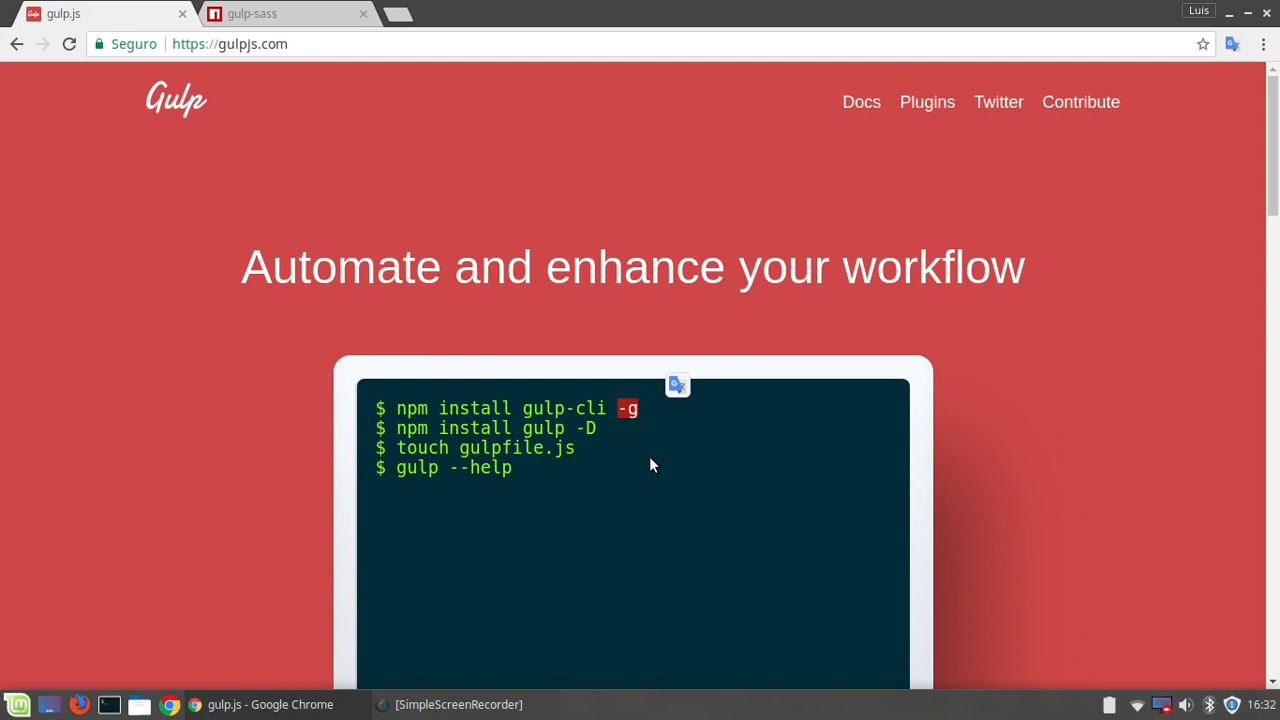 gulp.js
gulp-sass
Luis
Seguro
https://gulpjs.com
Gulp
Docs Plugins Twitter Contribute
Automate and enhance your workflow
$ npm install gulp-cli -g
$ npm install gulp -D
$ touch gulpfile.js
$ gulp --help
gulp.js - Google Chrome
[SimpleScreenRecorder]
16:32